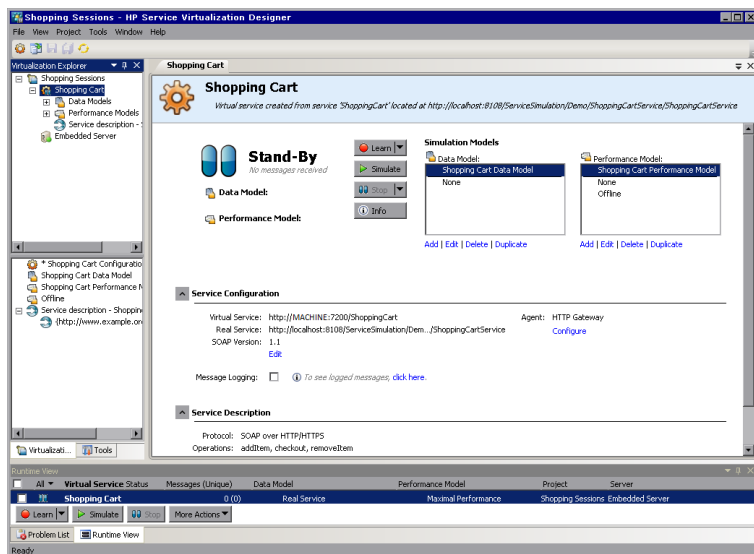 Shopping Sessions - HP Service Virtualization Designer
File View Project Tools Window Help
Virtualization Explorer
Shopping Sessions
Shopping Cart
Data Models
Performance Models
Service description - S
Embedded Server
Shopping Cart
Shopping Cart
Virtual service created from service 'ShoppingCart' located at http://localhost:8108/ServiceSimulation/Demo/ShoppingCartService/ShoppingCartService
Stand-By
No messages received
Data Model:
Performance Model:
Learn
Simulate
Stop
Info
Simulation Models
Data Model:
Shopping Cart Data Model
None
Add | Edit | Delete | Duplicate
Performance Model:
Shopping Cart Performance Model
None
Offline
Add | Edit | Delete | Duplicate
* Shopping Cart Configuratio
Shopping Cart Data Model
Shopping Cart Performance M
Offline
Service description - Shoppin
{http://www.example.or
Virtualizati... Tools
Service Configuration
Virtual Service: http://MACHINE:7200/ShoppingCart
Agent: HTTP Gateway
Real Service: http://localhost:8108/ServiceSimulation/Dem.../ShoppingCartService
Configure
SOAP Version: 1.1
Edit
Message Logging: To see logged messages, click here.
Service Description
Protocol: SOAP over HTTP/HTTPS
Operations: addItem, checkout, removeItem
Runtime View
All Virtual Service Status Messages (Unique) Data Model Performance Model Project Server
Shopping Cart 0 (0) Real Service Maximal Performance Shopping Sessions Embedded Server
Learn Simulate Stop More Actions
Problem List Runtime View
Ready